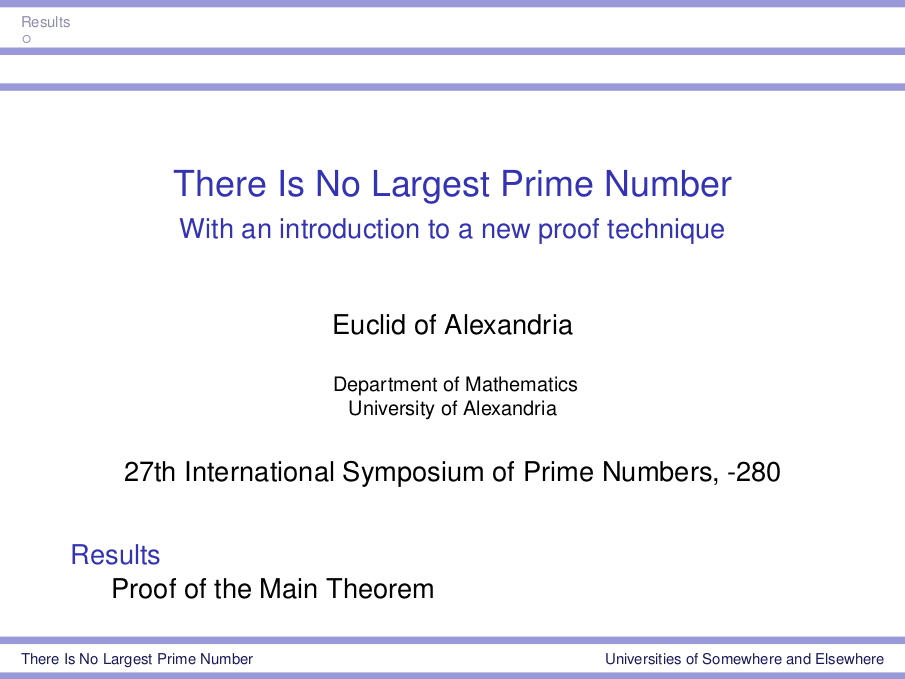 Results
There Is No Largest Prime Number
With an introduction to a new proof technique
Euclid of Alexandria
Department of Mathematics
University of Alexandria
27th International Symposium of Prime Numbers, -280
Results
Proof of the Main Theorem
There Is No Largest Prime Number
Universities of Somewhere and Elsewhere